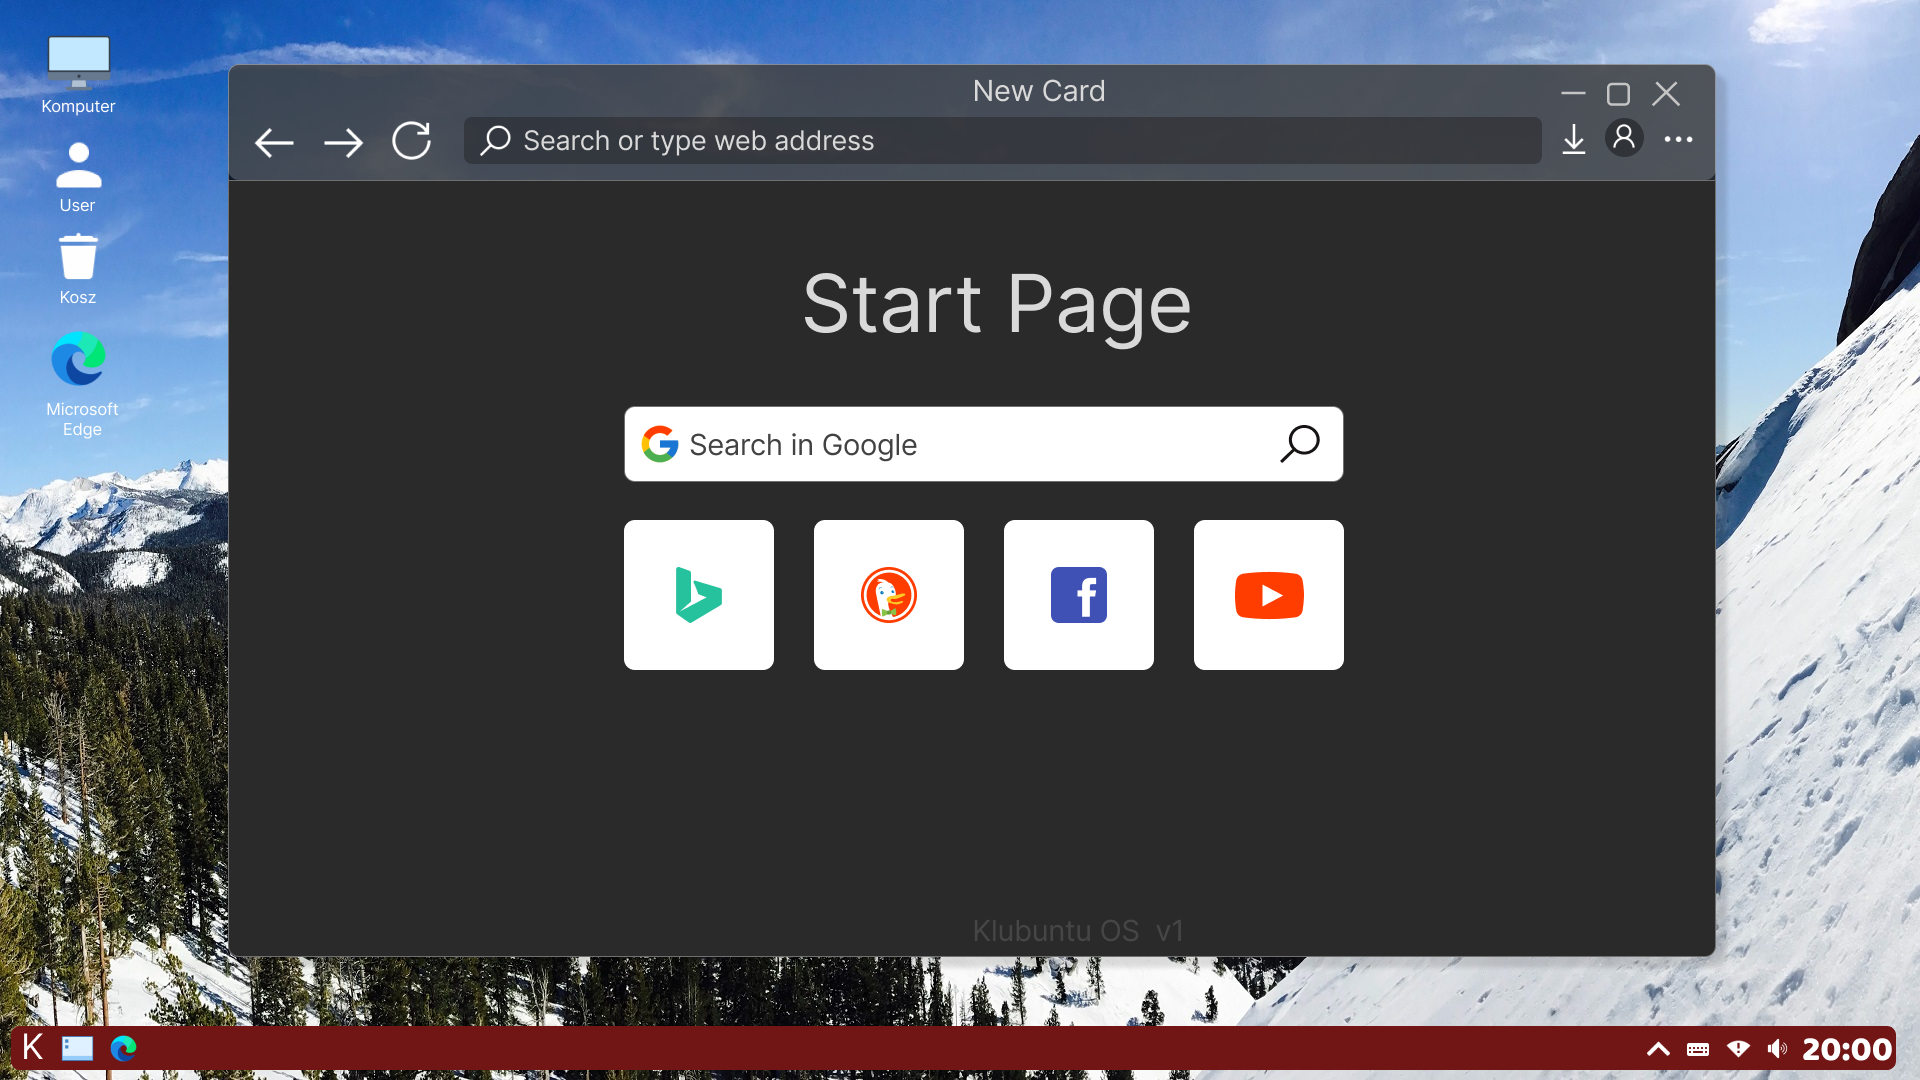 Komputer
User
Kosz
Microsoft
Edge
New Card
Search or type web address
Start Page
Search in Google
Klubuntu OS v1
K
20:00